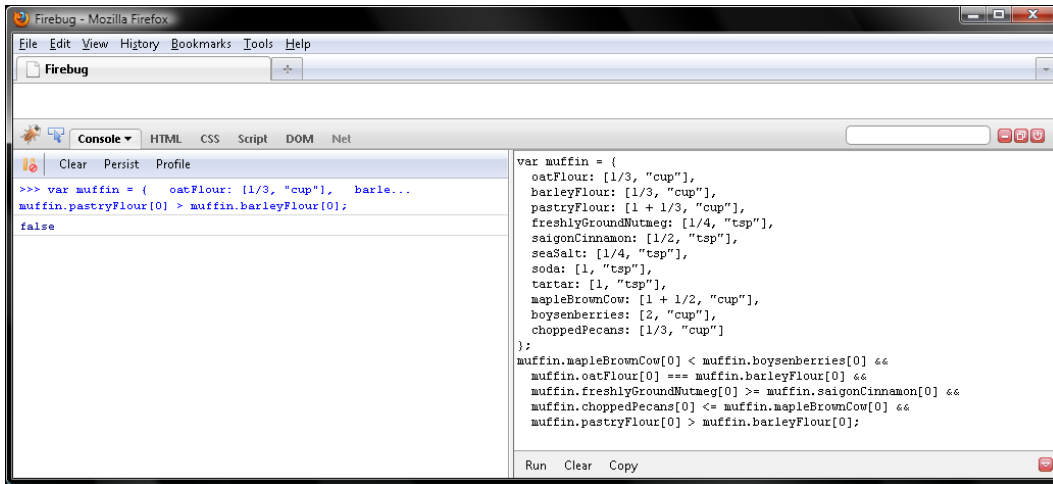 Firebug - Mozilla Firefox
File Edit View History Bookmarks Tools Help
Firebug
Console HTML CSS Script DOM Net
Clear Persist Profile
>>> var muffin = {   oatFlour: [1/3, "cup"],   barle...
muffin.pastryFlour[0] > muffin.barleyFlour[0];
false
var muffin = {
  oatFlour: [1/3, "cup"],
  barleyFlour: [1/3, "cup"],
  pastryFlour: [1 + 1/3, "cup"],
  freshlyGroundNutmeg: [1/4, "tsp"],
  saigonCinnamon: [1/2, "tsp"],
  seaSalt: [1/4, "tsp"],
  soda: [1, "tsp"],
  tartar: [1, "tsp"],
  mapleBrownCow: [1 + 1/2, "cup"],
  boysenberries: [2, "cup"],
  choppedPecans: [1/3, "cup"]
};
muffin.mapleBrownCow[0] < muffin.boysenberries[0] &&
  muffin.oatFlour[0] === muffin.barleyFlour[0] &&
  muffin.freshlyGroundNutmeg[0] >= muffin.saigonCinnamon[0] &&
  muffin.choppedPecans[0] <= muffin.mapleBrownCow[0] &&
  muffin.pastryFlour[0] > muffin.barleyFlour[0];
Run Clear Copy